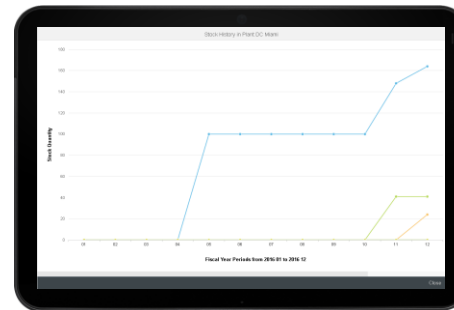 Stock History in Plant DC Miami
180
160
140
120
100
80
60
40
20
0
Stock Quantity
01 02 03 04 05 06 07 08 09 10 11 12
Fiscal Year Periods from 2016 01 to 2016 12
Close